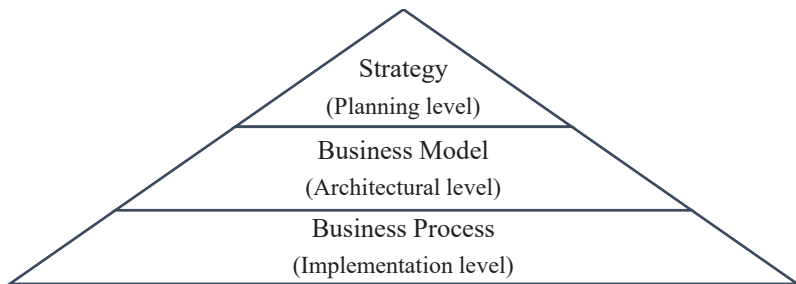 Strategy
(Planning level)
Business Model
(Architectural level)
Business Process
(Implementation level)